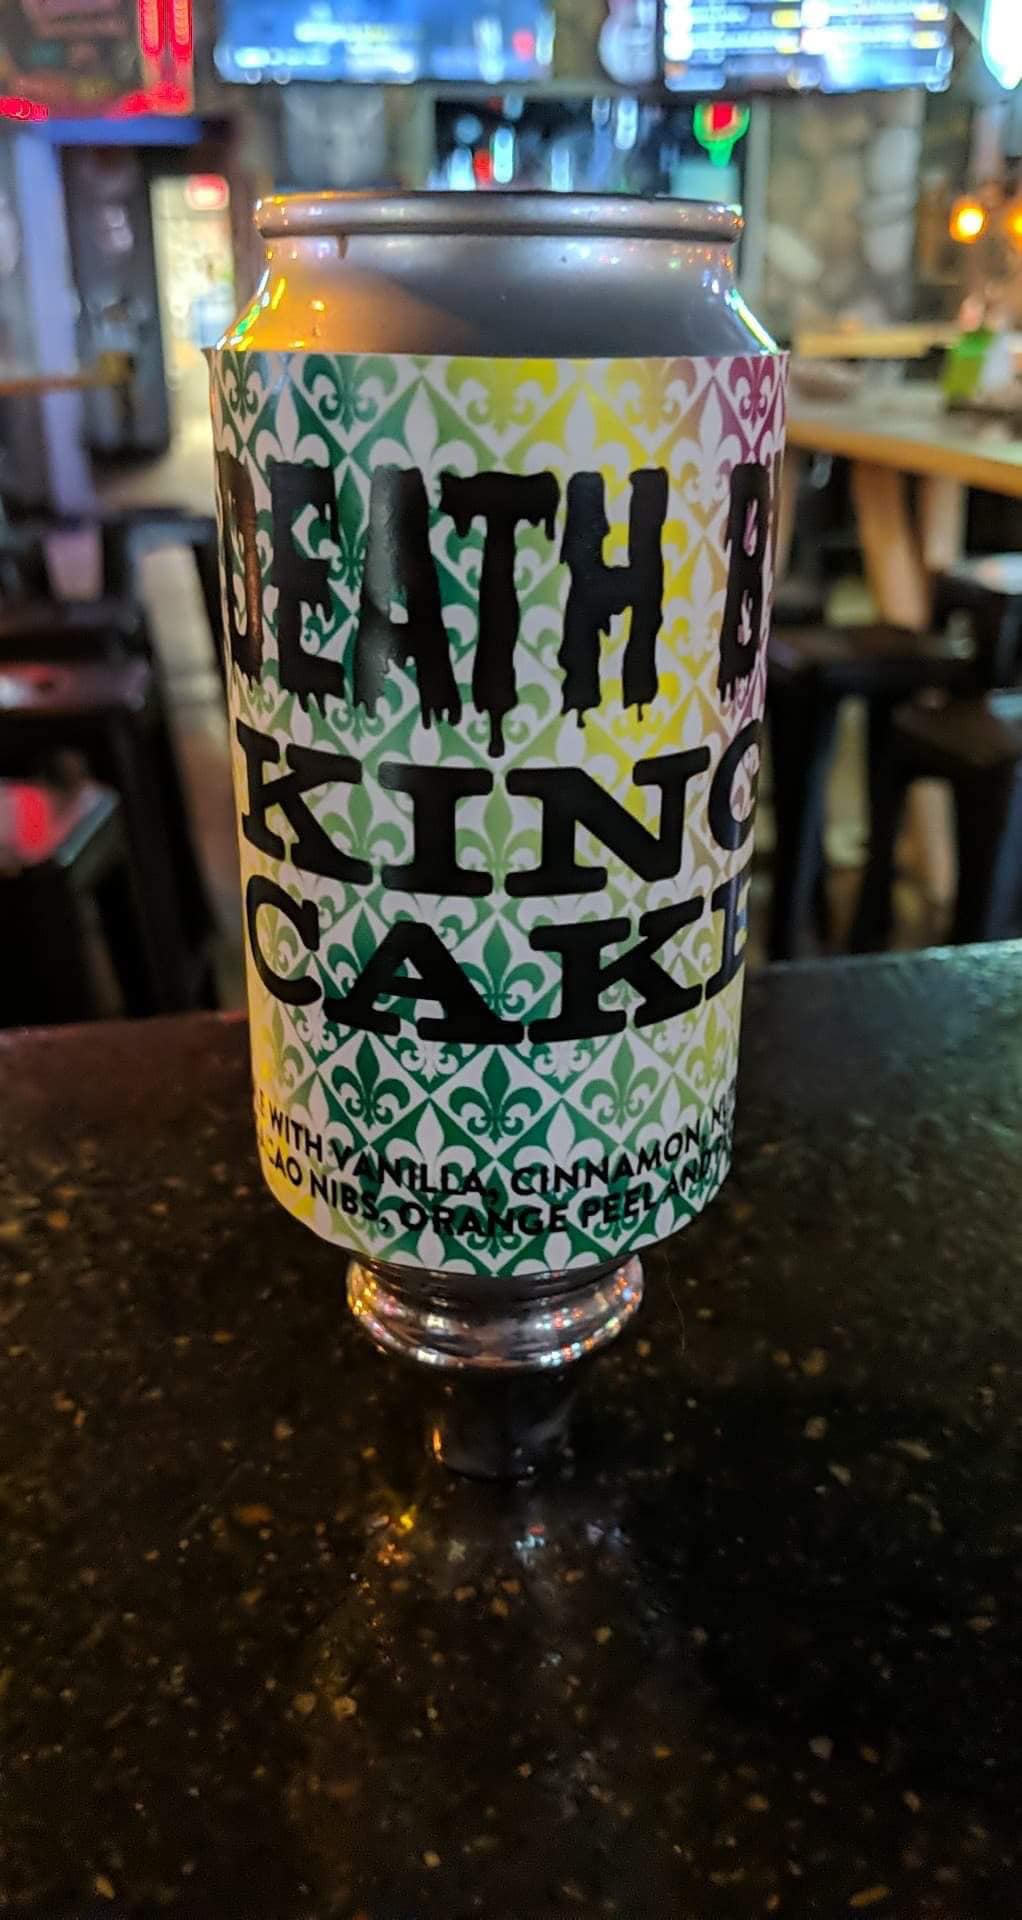 DEATH B
KING
CAKE
WITH VANILLA, CINNAMON,
NIBS, ORANGE PEEL AND